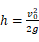 h = v₀²/2g